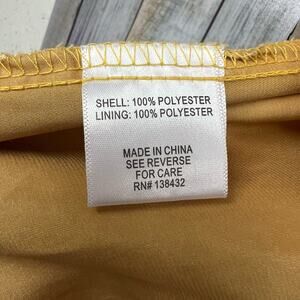 SHELL: 100% POLYESTER
LINING: 100% POLYESTER
MADE IN CHINA
SEE REVERSE
FOR CARE
RN# 138432